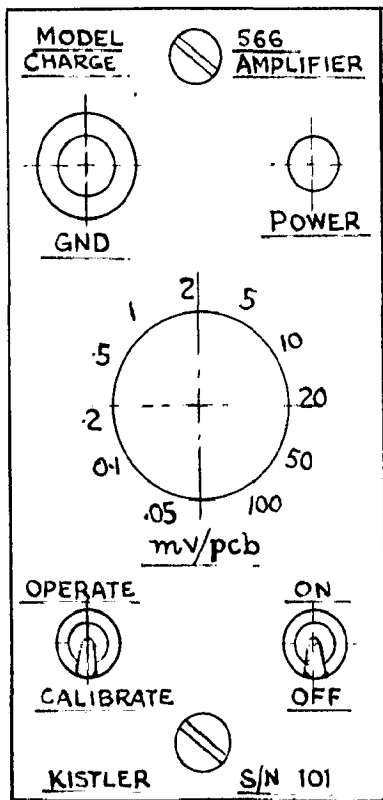 MODEL 566
CHARGE AMPLIFIER
GND
POWER
2
1 5
.5 10
.2 20
0.1 50
.05 100
mv/pcb
OPERATE ON
CALIBRATE OFF
KISTLER S/N 101